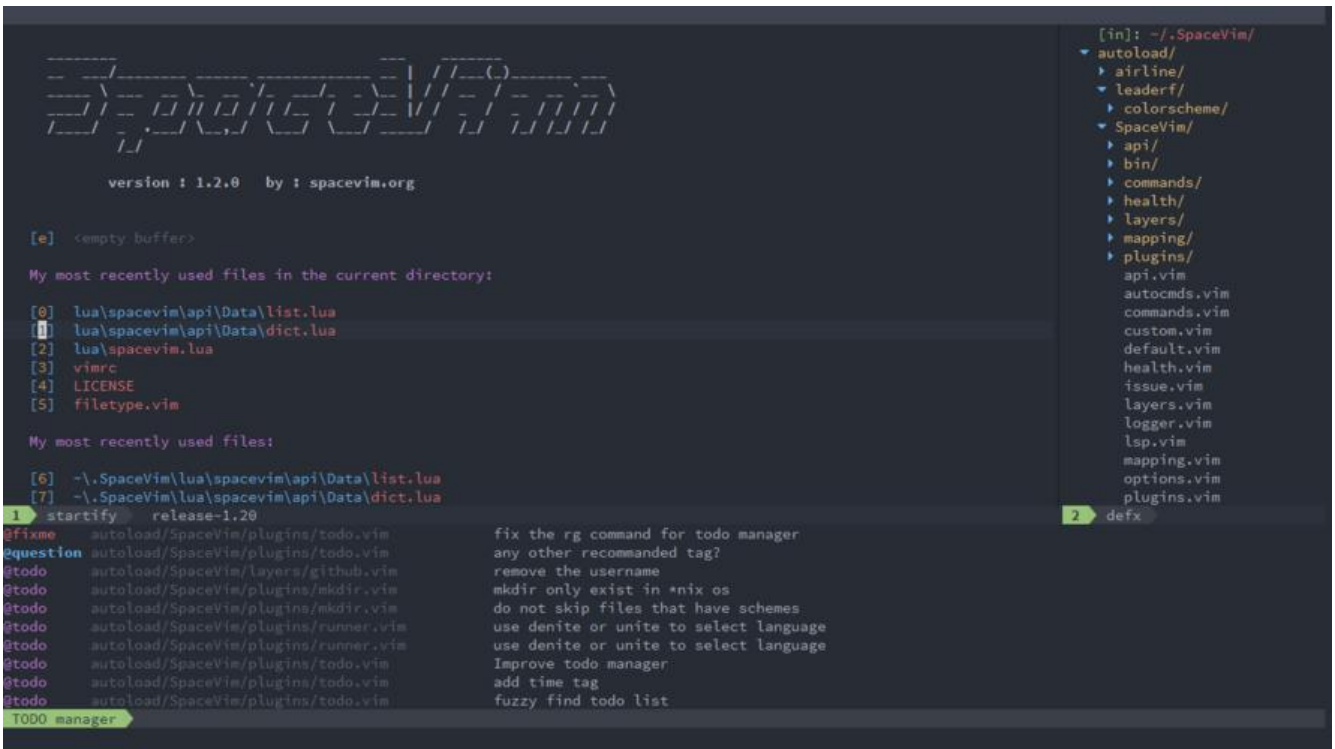 SpaceVim
version : 1.2.0   by : spacevim.org
[e]  <empty buffer>
My most recently used files in the current directory:
[0]  lua\spacevim\api\Data\list.lua
[1]  lua\spacevim\api\Data\dict.lua
[2]  lua\spacevim.lua
[3]  vimrc
[4]  LICENSE
[5]  filetype.vim
My most recently used files:
[6]  ~\.SpaceVim\lua\spacevim\api\Data\list.lua
[7]  ~\.SpaceVim\lua\spacevim\api\Data\dict.lua
1 startify release-1.20
[in]: ~/.SpaceVim/
autoload/
airline/
leaderf/
colorscheme/
SpaceVim/
api/
bin/
commands/
health/
layers/
mapping/
plugins/
api.vim
autocmds.vim
commands.vim
custom.vim
default.vim
health.vim
issue.vim
layers.vim
logger.vim
lsp.vim
mapping.vim
options.vim
plugins.vim
2 defx
@fixme autoload/SpaceVim/plugins/todo.vim fix the rg command for todo manager
@question autoload/SpaceVim/plugins/todo.vim any other recommanded tag?
@todo autoload/SpaceVim/layers/github.vim remove the username
@todo autoload/SpaceVim/plugins/mkdir.vim mkdir only exist in *nix os
@todo autoload/SpaceVim/plugins/mkdir.vim do not skip files that have schemes
@todo autoload/SpaceVim/plugins/runner.vim use denite or unite to select language
@todo autoload/SpaceVim/plugins/runner.vim use denite or unite to select language
@todo autoload/SpaceVim/plugins/todo.vim Improve todo manager
@todo autoload/SpaceVim/plugins/todo.vim add time tag
@todo autoload/SpaceVim/plugins/todo.vim fuzzy find todo list
TODO manager